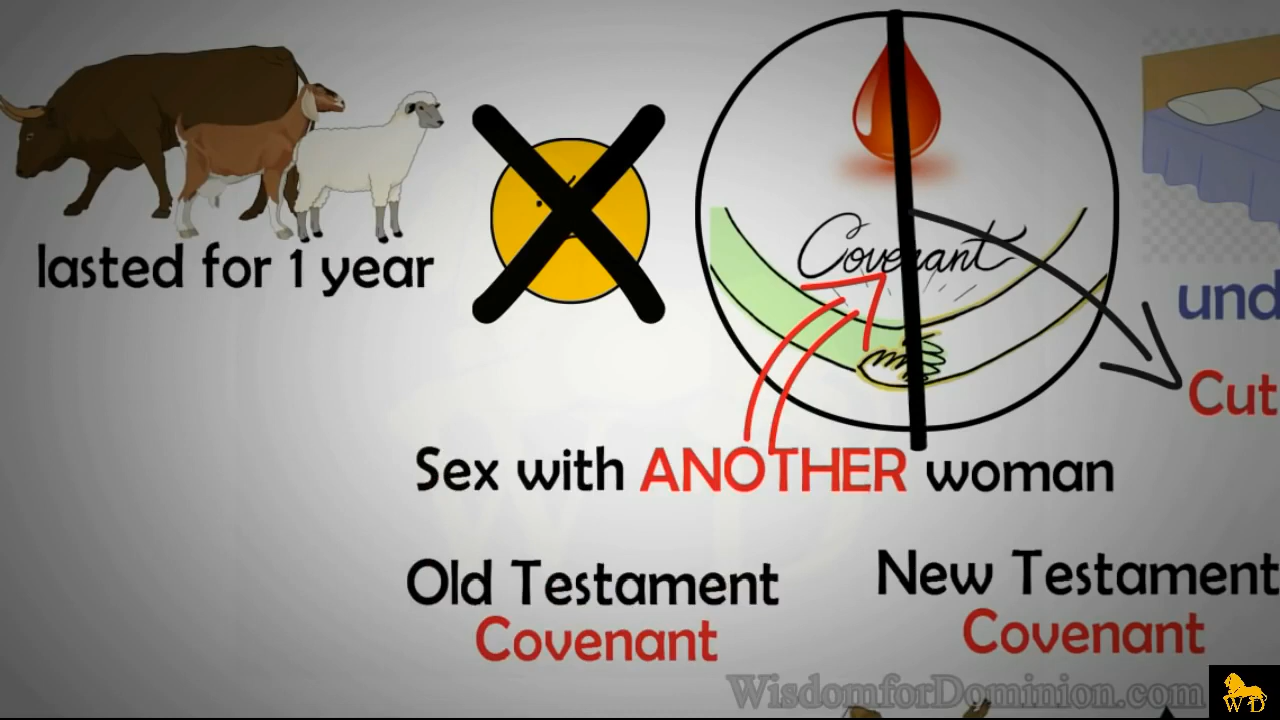 lasted for 1 year
Covenant
und
Cut
Sex with ANOTHER woman
Old Testament
Covenant
New Testament
Covenant
WisdomforDominion.com
WD